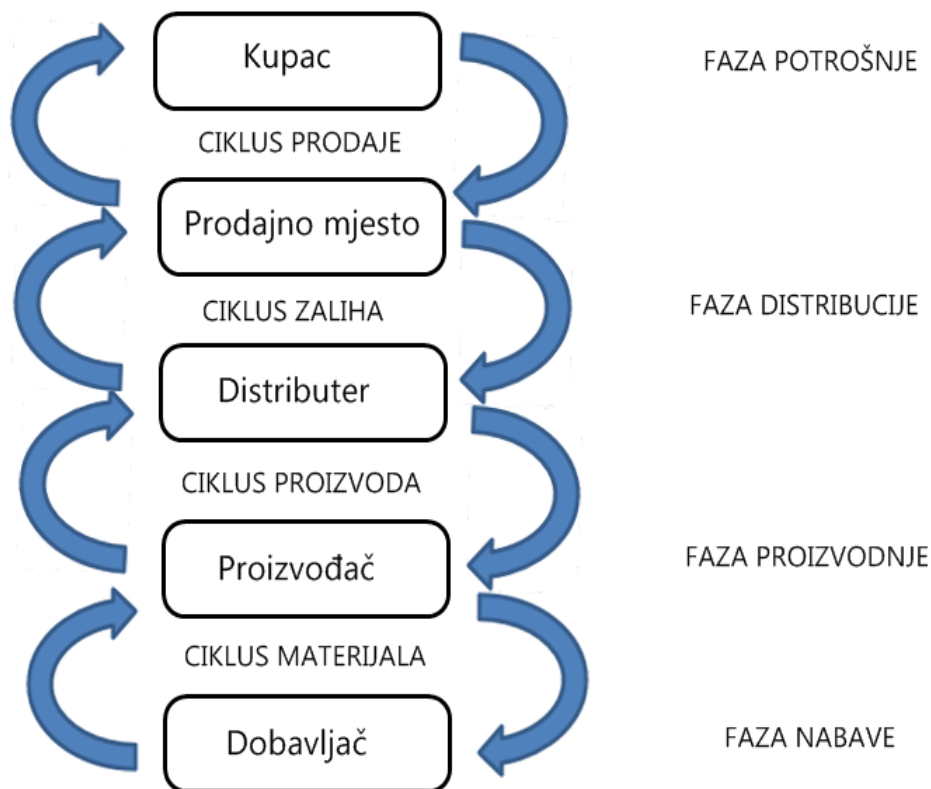 Kupac
FAZA POTROŠNJE
CIKLUS PRODAJE
Prodajno mjesto
CIKLUS ZALIHA
FAZA DISTRIBUCIJE
Distributer
CIKLUS PROIZVODA
Proizvođač
FAZA PROIZVODNJE
CIKLUS MATERIJALA
Dobavljač
FAZA NABAVE